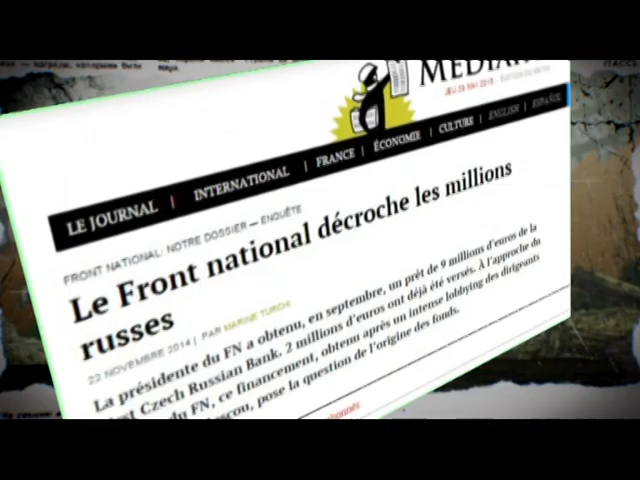 MEDIA
JEU 28 MAI 2015
LE JOURNAL | INTERNATIONAL | FRANCE | ÉCONOMIE | CULTURE | ENGLISH | ESPAÑOL
FRONT NATIONAL: NOTRE DOSSIER — ENQUÊTE
Le Front national décroche les millions
russes
22 NOVEMBRE 2014 | PAR MARINE TURCHI
La présidente du FN a obtenu, en septembre, un prêt de 9 millions d'euros de la
Czech Russian Bank. 2 millions d'euros ont déjà été versés. À l'approche du
du FN, ce financement, obtenu après un intense lobbying des dirigeants
pose la question de l'origine des fonds.